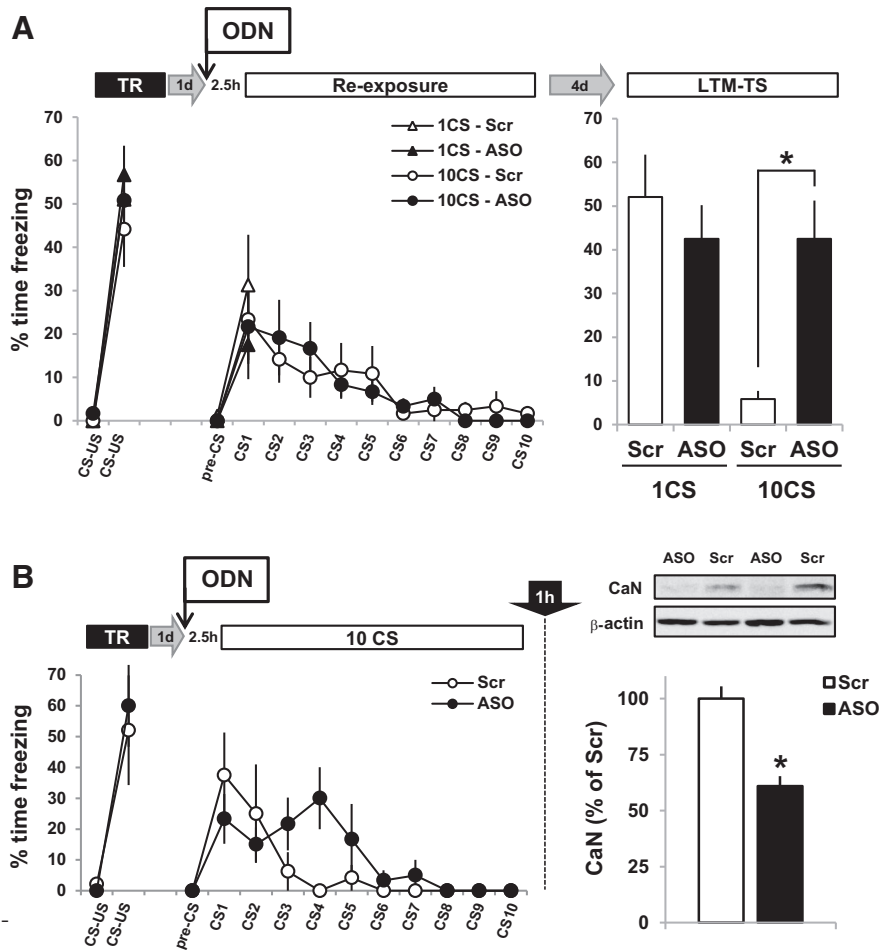 A
ODN
TR
1d
2.5h
Re-exposure
4d
LTM-TS
% time freezing
70
60
50
40
30
20
10
0
1CS - Scr
1CS - ASO
10CS - Scr
10CS - ASO
CS-US
CS-US
pre-CS
CS1
CS2
CS3
CS4
CS5
CS6
CS7
CS8
CS9
CS10
70
60
50
40
30
20
10
0
*
Scr
ASO
Scr
ASO
1CS
10CS
B
ODN
TR
1d
2.5h
10 CS
1h
% time freezing
70
60
50
40
30
20
10
0
Scr
ASO
CS-US
CS-US
pre-CS
CS1
CS2
CS3
CS4
CS5
CS6
CS7
CS8
CS9
CS10
ASO Scr ASO Scr
CaN
β-actin
CaN (% of Scr)
100
75
50
25
0
Scr
ASO
*